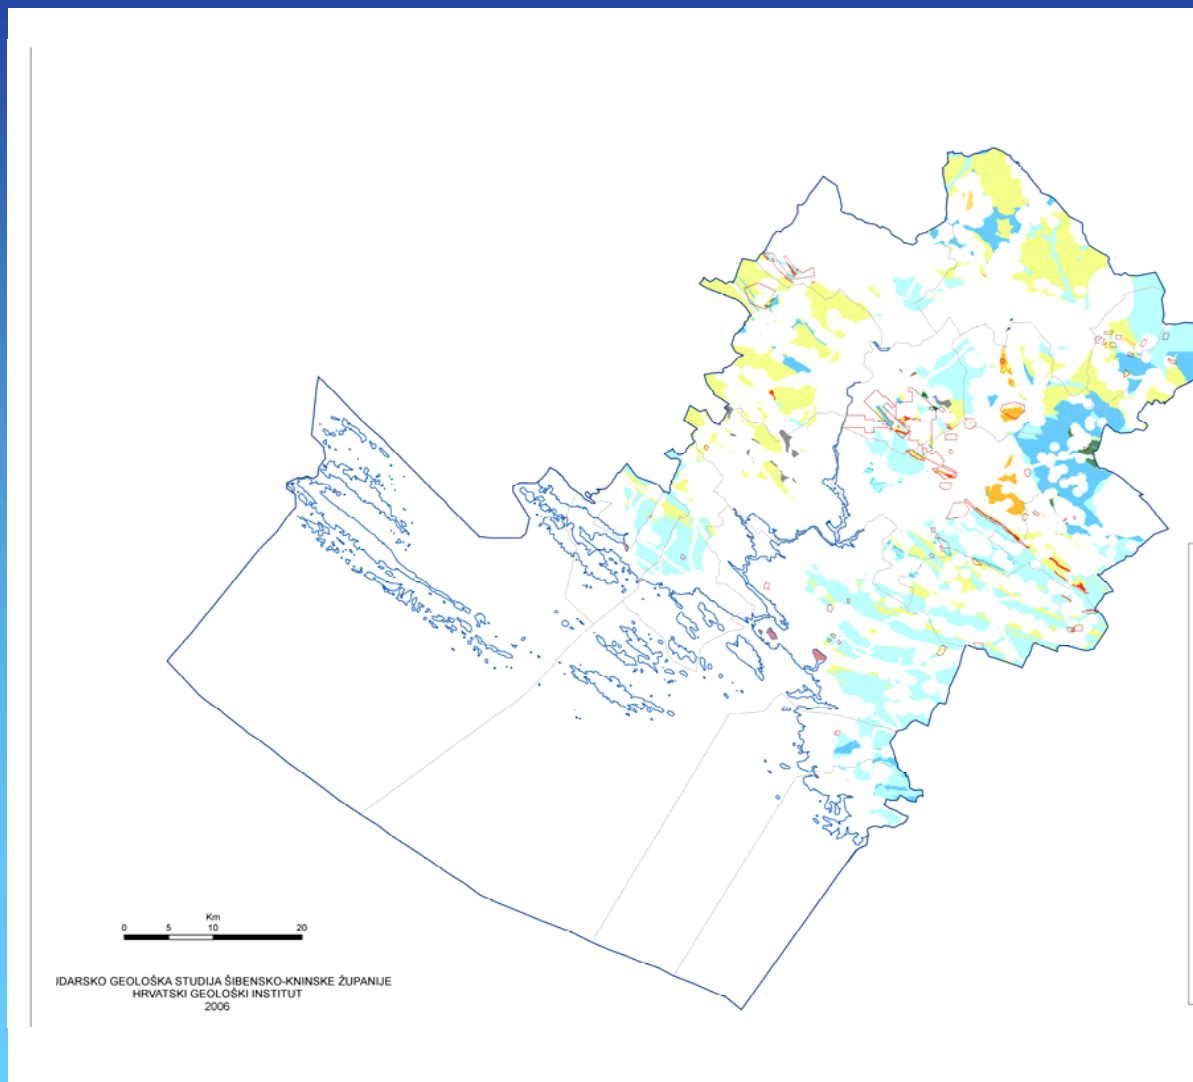 Km
0 5 10 20
IDARSKO GEOLOŠKA STUDIJA ŠIBENSKO-KNINSKE ŽUPANIJE
HRVATSKI GEOLOŠKI INSTITUT
2006